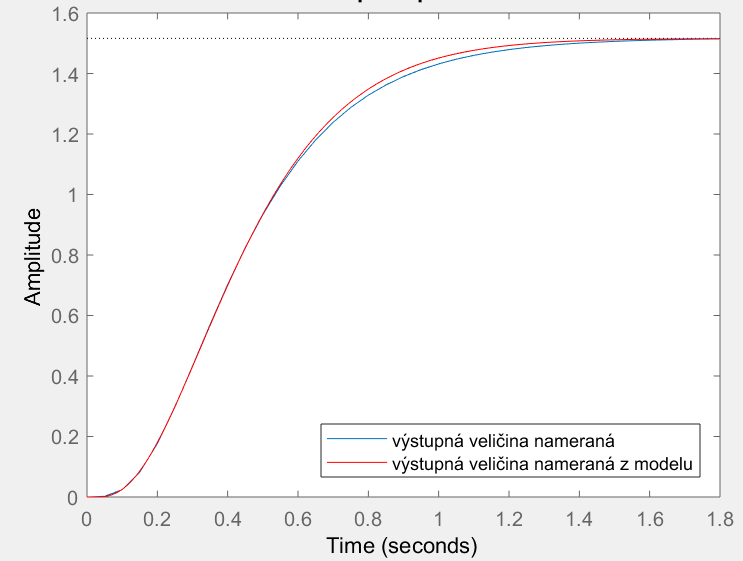 1.6
1.4
1.2
1
0.8
0.6
0.4
0.2
0
Amplitude
výstupná veličina nameraná
výstupná veličina nameraná z modelu
0 0.2 0.4 0.6 0.8 1 1.2 1.4 1.6 1.8
Time (seconds)